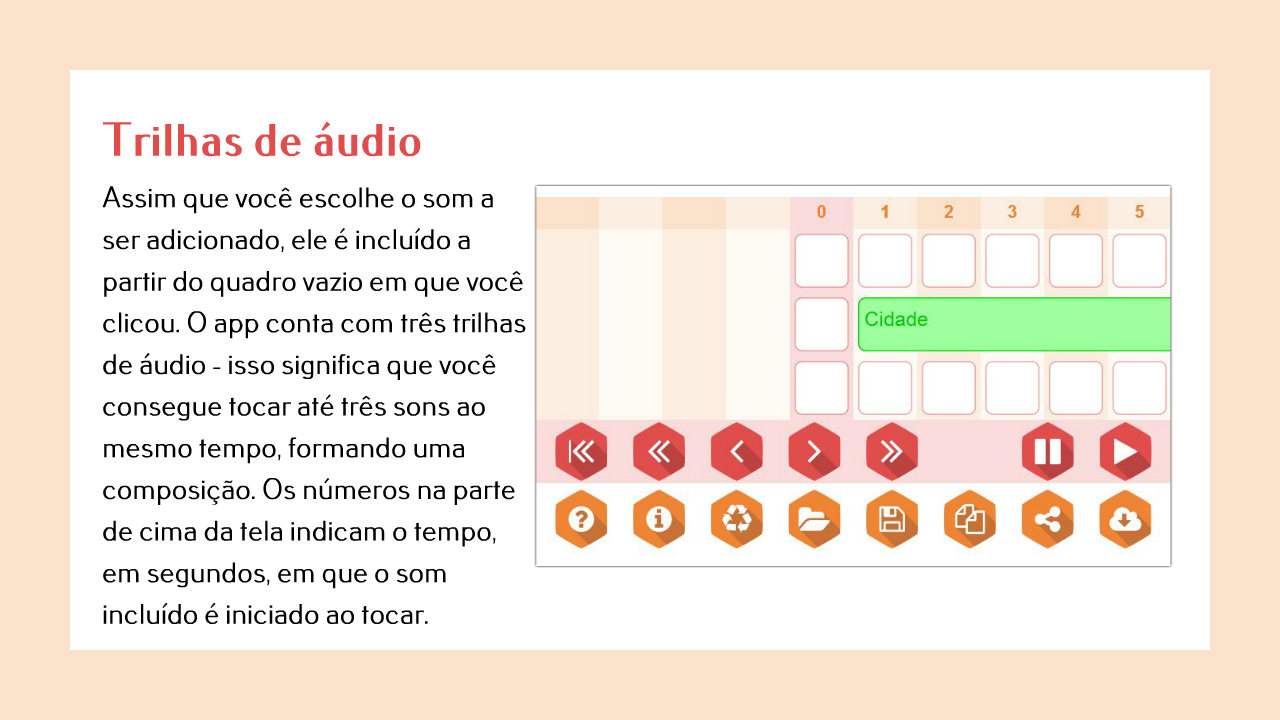 Trilhas de áudio
Assim que você escolhe o som a
ser adicionado, ele é incluído a
partir do quadro vazio em que você
clicou. O app conta com três trilhas
de áudio - isso significa que você
consegue tocar até três sons ao
mesmo tempo, formando uma
composição. Os números na parte
de cima da tela indicam o tempo,
em segundos, em que o som
incluído é iniciado ao tocar.
0 1 2 3 4 5
Cidade